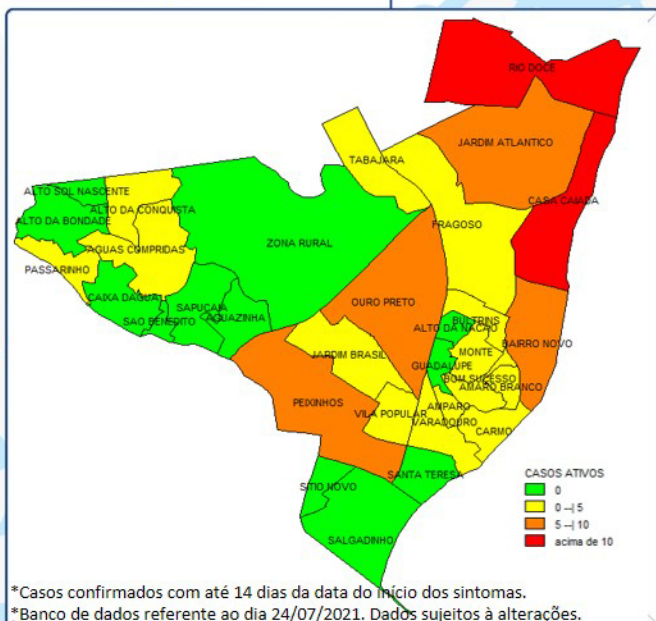 RIO DOCE
JARDIM ATLANTICO
TABAJARA
ALTO SOL NASCENTE
CASA CAIADA
ALTO DA CONQUISTA
ALTO DA BONDADE
FRAGOSO
ZONA RURAL
AGUAS COMPRIDAS
PASSARINHO
CAIXA DAGUA
OURO PRETO
SAPUCAIA
AGUAZINHA
SAO BENEDITO
BULTRINS
ALTO DA NACAO
BAIRRO NOVO
MONTE
JARDIM BRASIL
GUADALUPE
BOM SUCESSO
AMARO BRANCO
PEIXINHOS
AMPARO
VILA POPULAR
VARADOURO
CARMO
SANTA TERESA
SITIO NOVO
SALGADINHO
CASOS ATIVOS
0
0 --| 5
5 --| 10
acima de 10
*Casos confirmados com até 14 dias da data do início dos sintomas.
*Banco de dados referente ao dia 24/07/2021. Dados sujeitos à alterações.